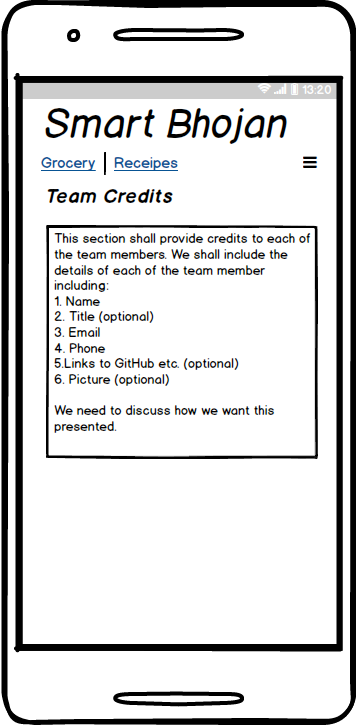 13:20
Smart Bhojan
Grocery | Receipes
Team Credits
This section shall provide credits to each of
the team members. We shall include the
details of each of the team member
including:
1. Name
2. Title (optional)
3. Email
4. Phone
5.Links to GitHub etc. (optional)
6. Picture (optional)
We need to discuss how we want this
presented.